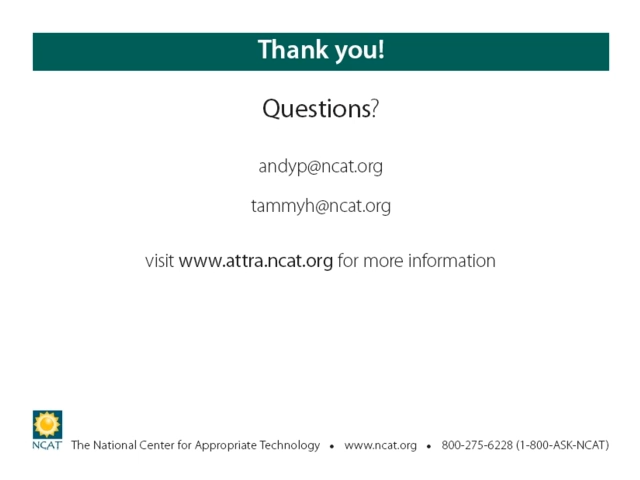 Thank you!
Questions?
andyp@ncat.org
tammyh@ncat.org
visit www.attra.ncat.org for more information
NCAT
The National Center for Appropriate Technology • www.ncat.org • 800-275-6228 (1-800-ASK-NCAT)